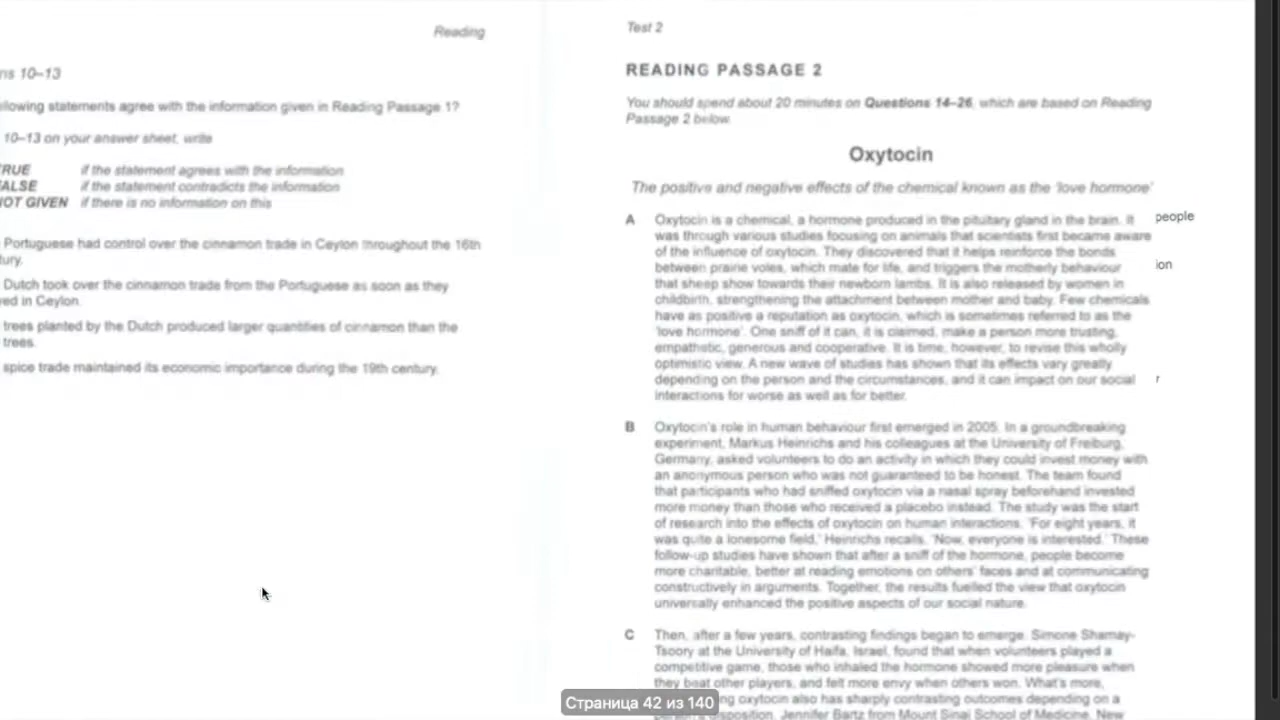 Reading
ns 10–13
llowing statements agree with the information given in Reading Passage 1?
10–13 on your answer sheet, write
RUE if the statement agrees with the information
ALSE if the statement contradicts the information
IOT GIVEN if there is no information on this
Portuguese had control over the cinnamon trade in Ceylon throughout the 16th
tury.
Dutch took over the cinnamon trade from the Portuguese as soon as they
ved in Ceylon.
trees planted by the Dutch produced larger quantities of cinnamon than the
trees.
spice trade maintained its economic importance during the 19th century.
Test 2
READING PASSAGE 2
You should spend about 20 minutes on Questions 14–26, which are based on Reading
Passage 2 below.
Oxytocin
The positive and negative effects of the chemical known as the 'love hormone'
A Oxytocin is a chemical, a hormone produced in the pituitary gland in the brain. It
was through various studies focusing on animals that scientists first became aware
of the influence of oxytocin. They discovered that it helps reinforce the bonds
between prairie voles, which mate for life, and triggers the motherly behaviour
that sheep show towards their newborn lambs. It is also released by women in
childbirth, strengthening the attachment between mother and baby. Few chemicals
have as positive a reputation as oxytocin, which is sometimes referred to as the
'love hormone'. One sniff of it can, it is claimed, make a person more trusting,
empathetic, generous and cooperative. It is time, however, to revise this wholly
optimistic view. A new wave of studies has shown that its effects vary greatly
depending on the person and the circumstances, and it can impact on our social
interactions for worse as well as for better.
people
ion
r
B Oxytocin's role in human behaviour first emerged in 2005. In a groundbreaking
experiment, Markus Heinrichs and his colleagues at the University of Freiburg,
Germany, asked volunteers to do an activity in which they could invest money with
an anonymous person who was not guaranteed to be honest. The team found
that participants who had sniffed oxytocin via a nasal spray beforehand invested
more money than those who received a placebo instead. The study was the start
of research into the effects of oxytocin on human interactions. 'For eight years, it
was quite a lonesome field,' Heinrichs recalls. 'Now, everyone is interested.' These
follow-up studies have shown that after a sniff of the hormone, people become
more charitable, better at reading emotions on others' faces and at communicating
constructively in arguments. Together, the results fuelled the view that oxytocin
universally enhanced the positive aspects of our social nature.
C Then, after a few years, contrasting findings began to emerge. Simone Shamay-
Tsoory at the University of Haifa, Israel, found that when volunteers played a
competitive game, those who inhaled the hormone showed more pleasure when
they beat other players, and felt more envy when others won. What's more,
ng oxytocin also has sharply contrasting outcomes depending on a
disposition. Jennifer Bartz from Mount Sinai School of Medicine, New
Страница 42 из 140